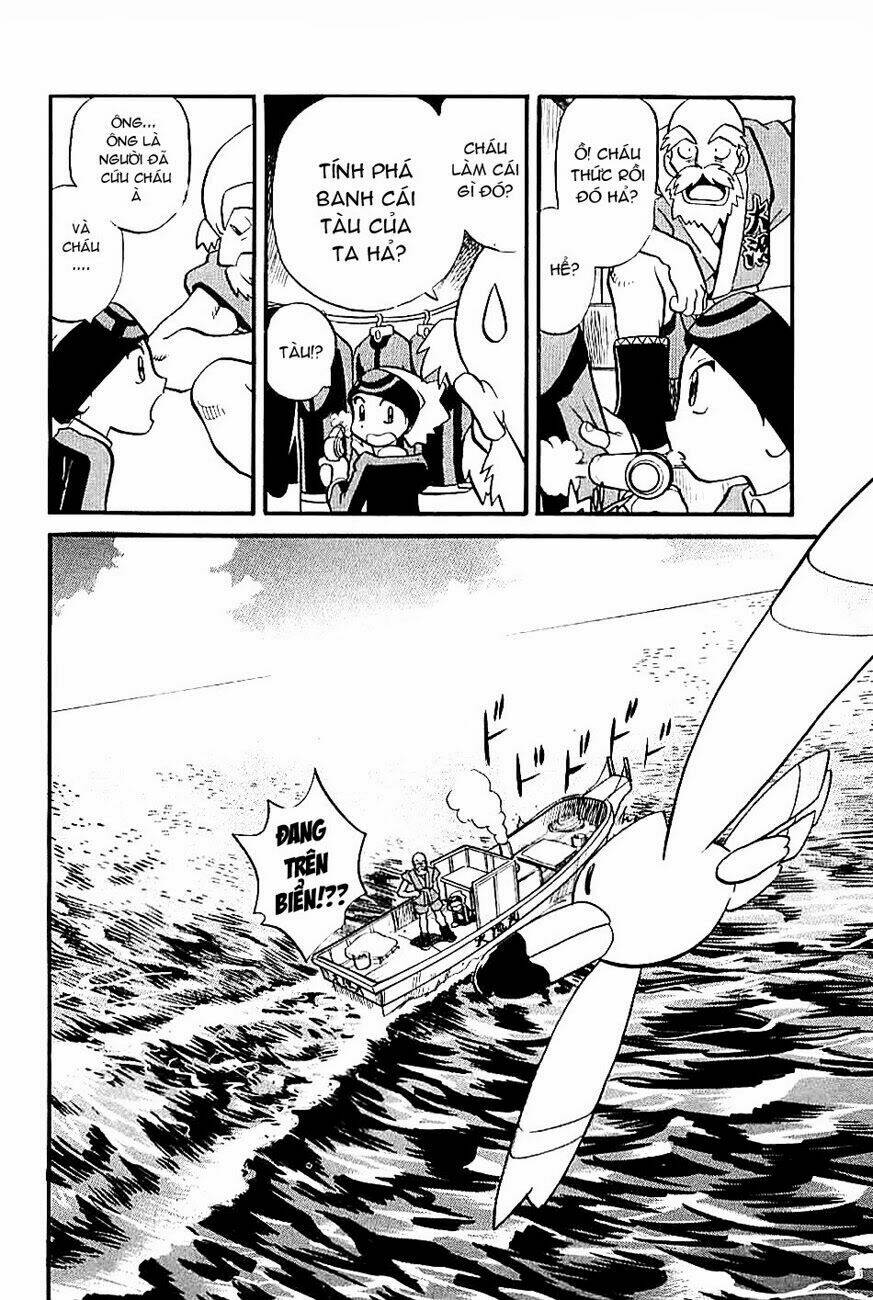 Ồ! CHÁU
THỨC RỒI
ĐÓ HẢ?
HỂ?
CHÁU
LÀM CÁI
GÌ ĐÓ?
TÍNH PHÁ
BANH CÁI
TÀU CỦA
TA HẢ?
TÀU!?
ÔNG...
ÔNG LÀ
NGƯỜI ĐÃ
CỨU CHÁU
À
VÀ
CHÁU
....
ĐANG
TRÊN
BIỂN!??
ド
ド
ド
ド